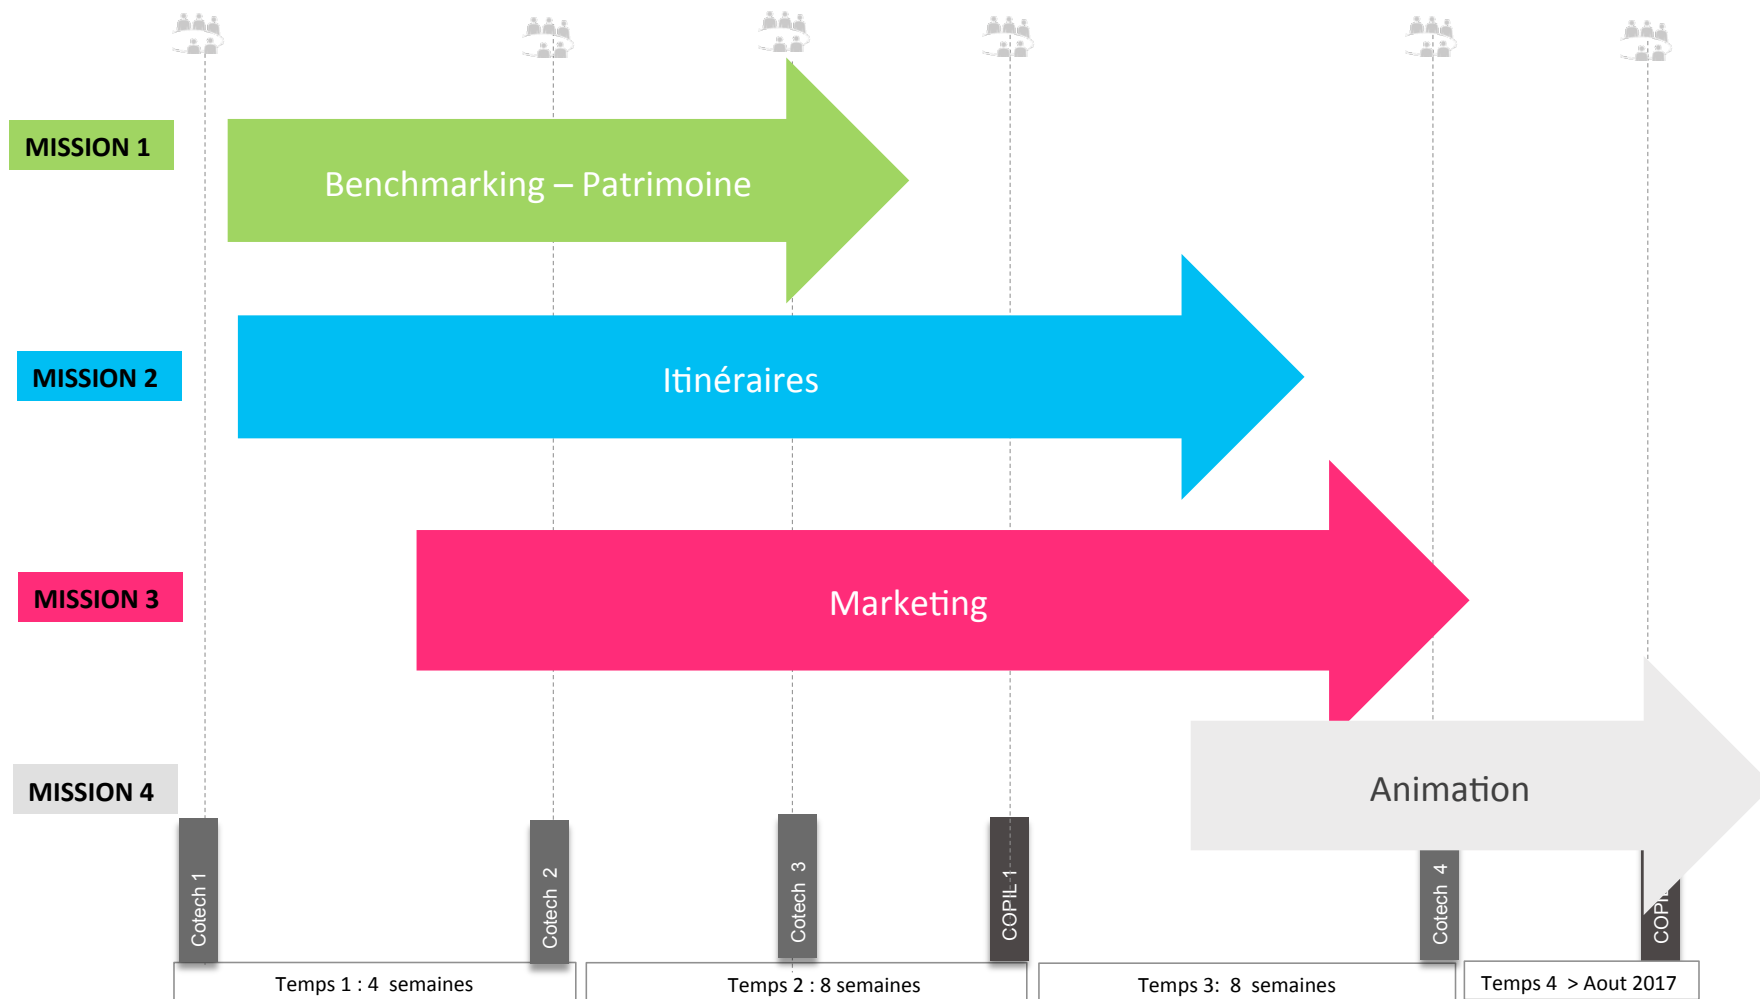 MISSION 1
Benchmarking – Patrimoine
MISSION 2
Itinéraires
MISSION 3
Marketing
MISSION 4
Animation
Cotech 1
Cotech 2
Cotech 3
COPIL 1
Cotech 4
Temps 1 : 4 semaines
Temps 2 : 8 semaines
Temps 3: 8 semaines
Temps 4 > Aout 2017